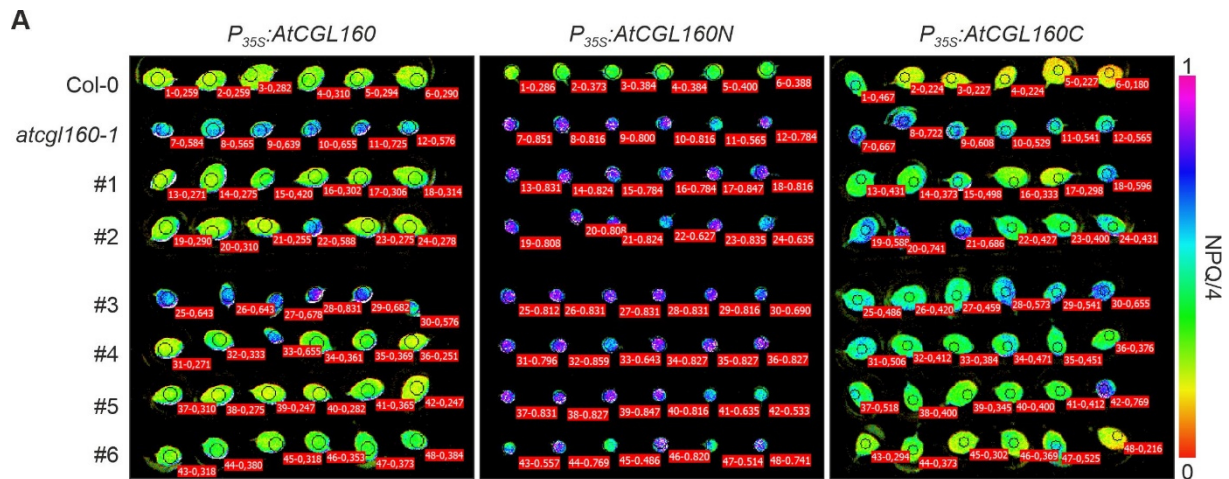 A
P35S:AtCGL160
P35S:AtCGL160N
P35S:AtCGL160C
Col-0
1-0,259 2-0,259 3-0,282 4-0,310 5-0,294 6-0,290
1-0.286 2-0.373 3-0.384 4-0.384 5-0.400 6-0.388
1-0,467 2-0,224 3-0,227 4-0,224 5-0,227 6-0,180
atcgl160-1
7-0,584 8-0,565 9-0,639 10-0,655 11-0,725 12-0,576
7-0.851 8-0.816 9-0.800 10-0.816 11-0.565 12-0.784
7-0,667 8-0,722 9-0,608 10-0,529 11-0,541 12-0,565
#1
13-0,271 14-0,275 15-0,420 16-0,302 17-0,306 18-0,314
13-0.831 14-0.824 15-0.784 16-0.784 17-0.847 18-0.816
13-0,431 14-0,373 15-0,498 16-0,333 17-0,298 18-0,596
#2
19-0,290 20-0,310 21-0,255 22-0,588 23-0,275 24-0,278
19-0.808 20-0.808 21-0.824 22-0.627 23-0.835 24-0.635
19-0,588 20-0,741 21-0,686 22-0,427 23-0,400 24-0,431
#3
25-0,643 26-0,643 27-0,678 28-0,831 29-0,682 30-0,576
25-0.812 26-0.831 27-0.831 28-0.831 29-0.816 30-0.690
25-0,486 26-0,420 27-0,459 28-0,573 29-0,541 30-0,655
#4
31-0,271 32-0,333 33-0,655 34-0,361 35-0,369 36-0,251
31-0.796 32-0.859 33-0.643 34-0.827 35-0.827 36-0.827
31-0,506 32-0,412 33-0,384 34-0,471 35-0,451 36-0,376
#5
37-0,310 38-0,275 39-0,247 40-0,282 41-0,365 42-0,247
37-0.831 38-0.827 39-0.847 40-0.816 41-0.635 42-0.533
37-0,518 38-0,400 39-0,345 40-0,400 41-0,412 42-0,769
#6
43-0,318 44-0,380 45-0,318 46-0,353 47-0,373 48-0,384
43-0.557 44-0.769 45-0.486 46-0.820 47-0.514 48-0.741
43-0,294 44-0,373 45-0,302 46-0,369 47-0,525 48-0,216
1
NPQ/4
0